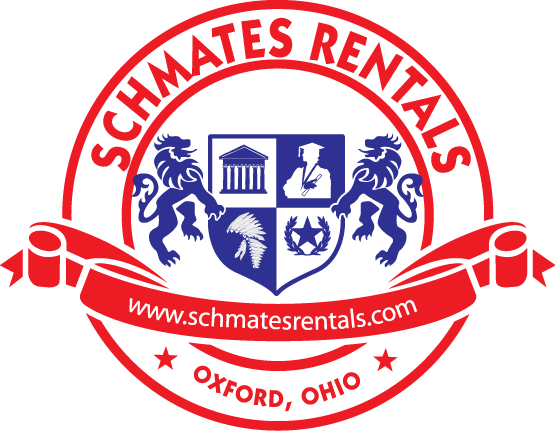 SCHMATES RENTALS
www.schmatesrentals.com
OXFORD, OHIO